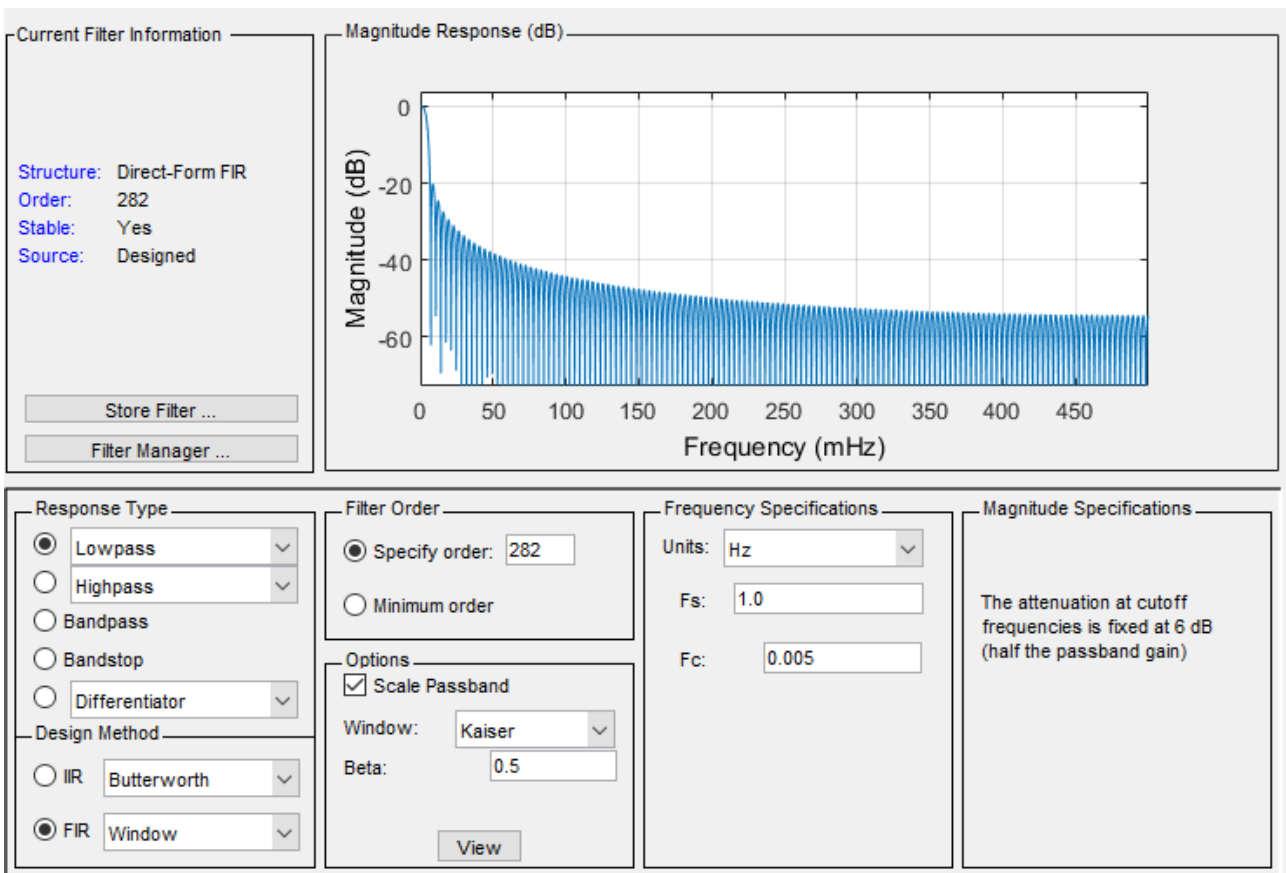 Current Filter Information
Structure: Direct-Form FIR
Order: 282
Stable: Yes
Source: Designed
Store Filter ...
Filter Manager ...
Magnitude Response (dB)
Magnitude (dB)
0
-20
-40
-60
0 50 100 150 200 250 300 350 400 450
Frequency (mHz)
Response Type
Lowpass
Highpass
Bandpass
Bandstop
Differentiator
Design Method
IIR Butterworth
FIR Window
Filter Order
Specify order: 282
Minimum order
Options
Scale Passband
Window: Kaiser
Beta: 0.5
View
Frequency Specifications
Units: Hz
Fs: 1.0
Fc: 0.005
Magnitude Specifications
The attenuation at cutoff
frequencies is fixed at 6 dB
(half the passband gain)